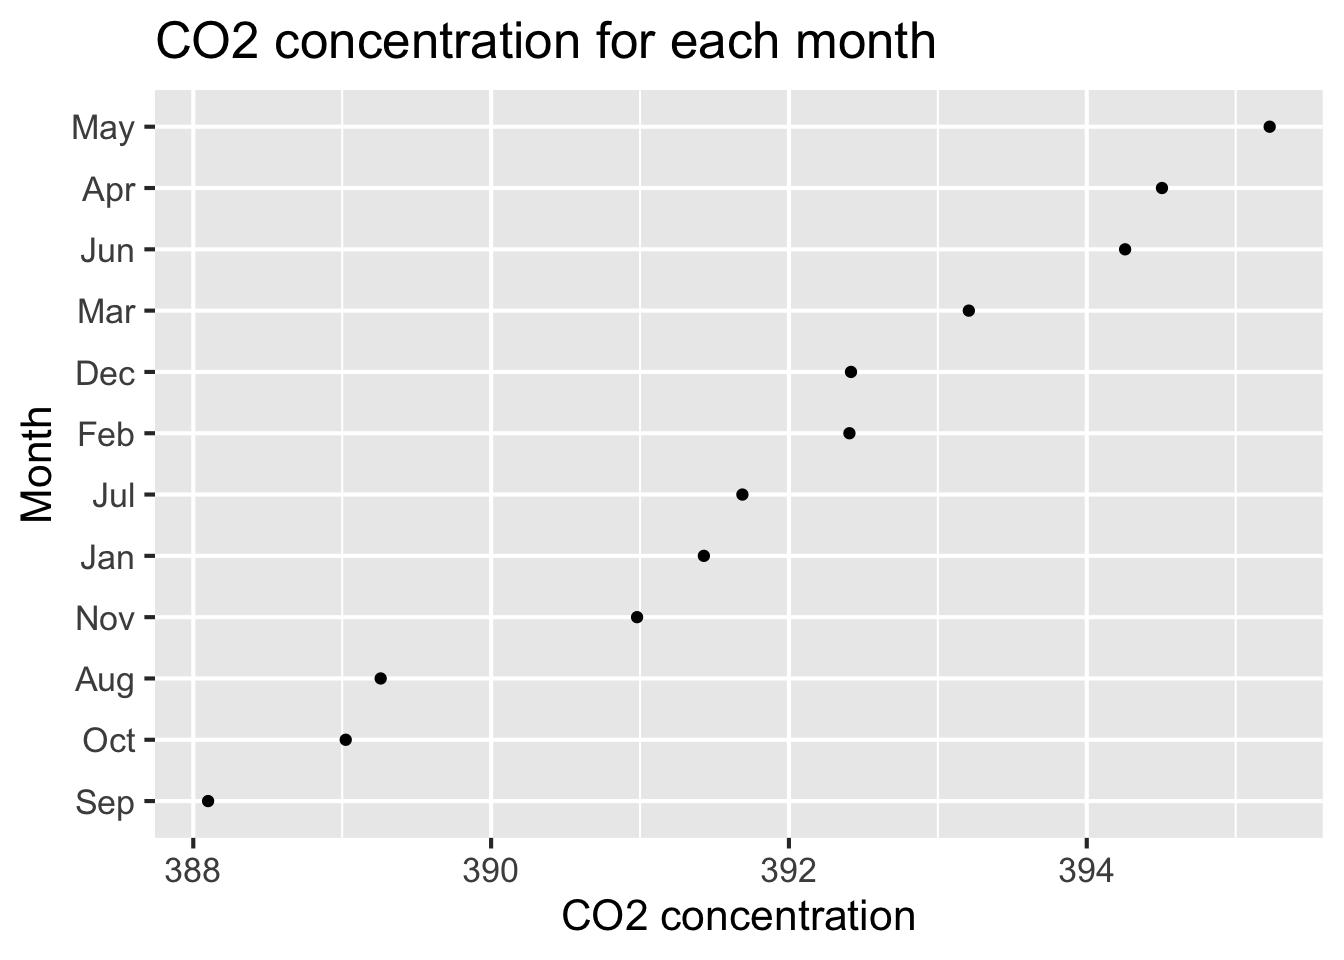 CO2 concentration for each month
May
Apr
Jun
Mar
Dec
Feb
Jul
Jan
Nov
Aug
Oct
Sep
Month
388 390 392 394
CO2 concentration